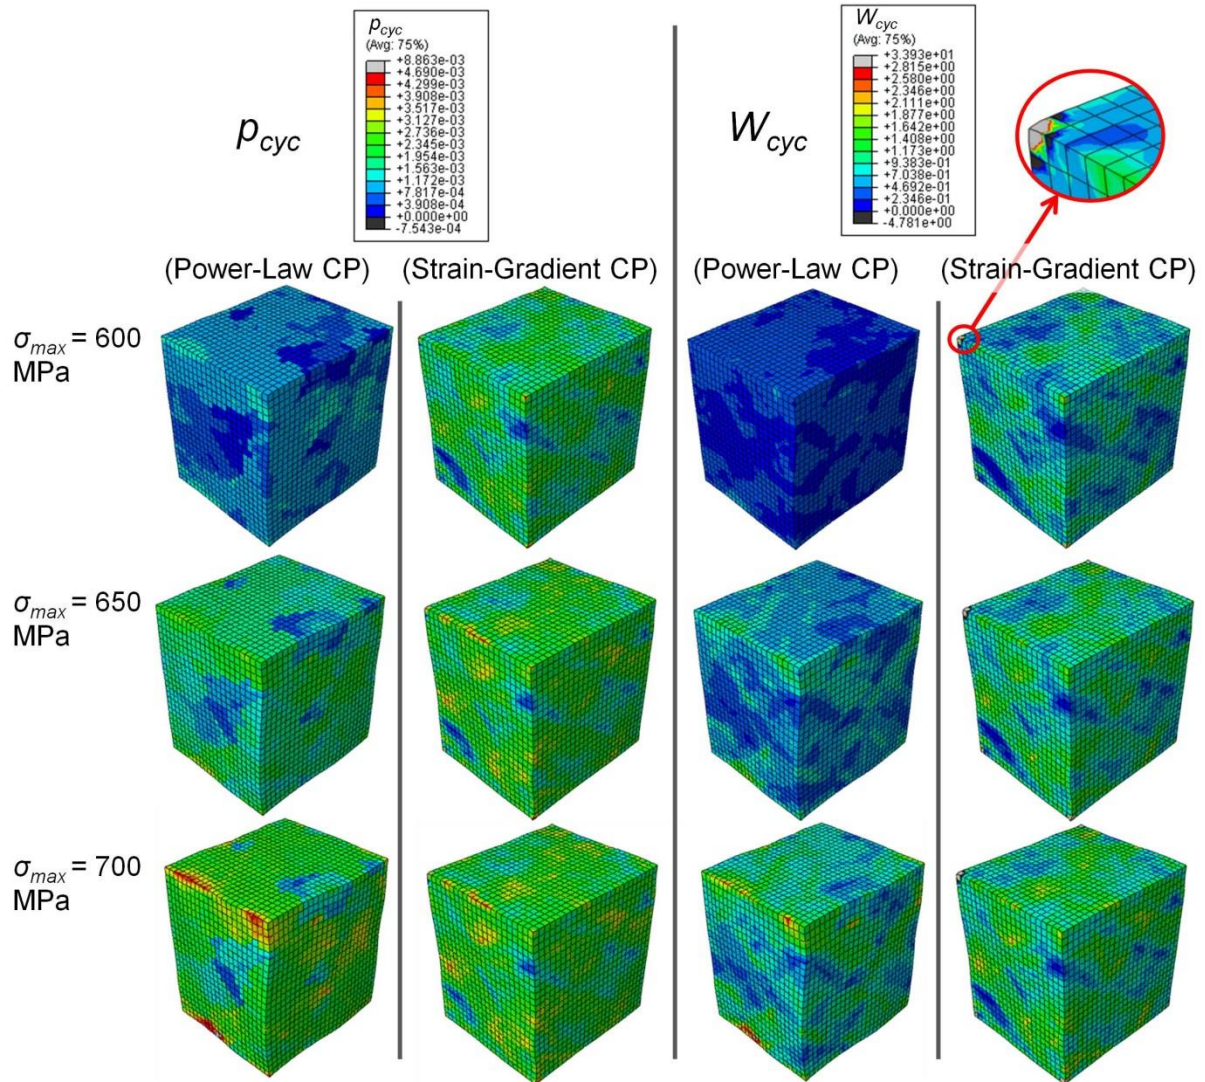 p_cyc
(Avg: 75%)
+8.863e-03
+4.690e-03
+4.299e-03
+3.908e-03
+3.517e-03
+3.127e-03
+2.736e-03
+2.345e-03
+1.954e-03
+1.563e-03
+1.172e-03
+7.817e-04
+3.908e-04
+0.000e+00
-7.543e-04
p_cyc
W_cyc
(Avg: 75%)
+3.393e+01
+2.815e+00
+2.580e+00
+2.346e+00
+2.111e+00
+1.877e+00
+1.642e+00
+1.408e+00
+1.173e+00
+9.383e-01
+7.038e-01
+4.692e-01
+2.346e-01
+0.000e+00
-4.781e+00
W_cyc
(Power-Law CP)
(Strain-Gradient CP)
(Power-Law CP)
(Strain-Gradient CP)
σ_max = 600
MPa
σ_max = 650
MPa
σ_max = 700
MPa